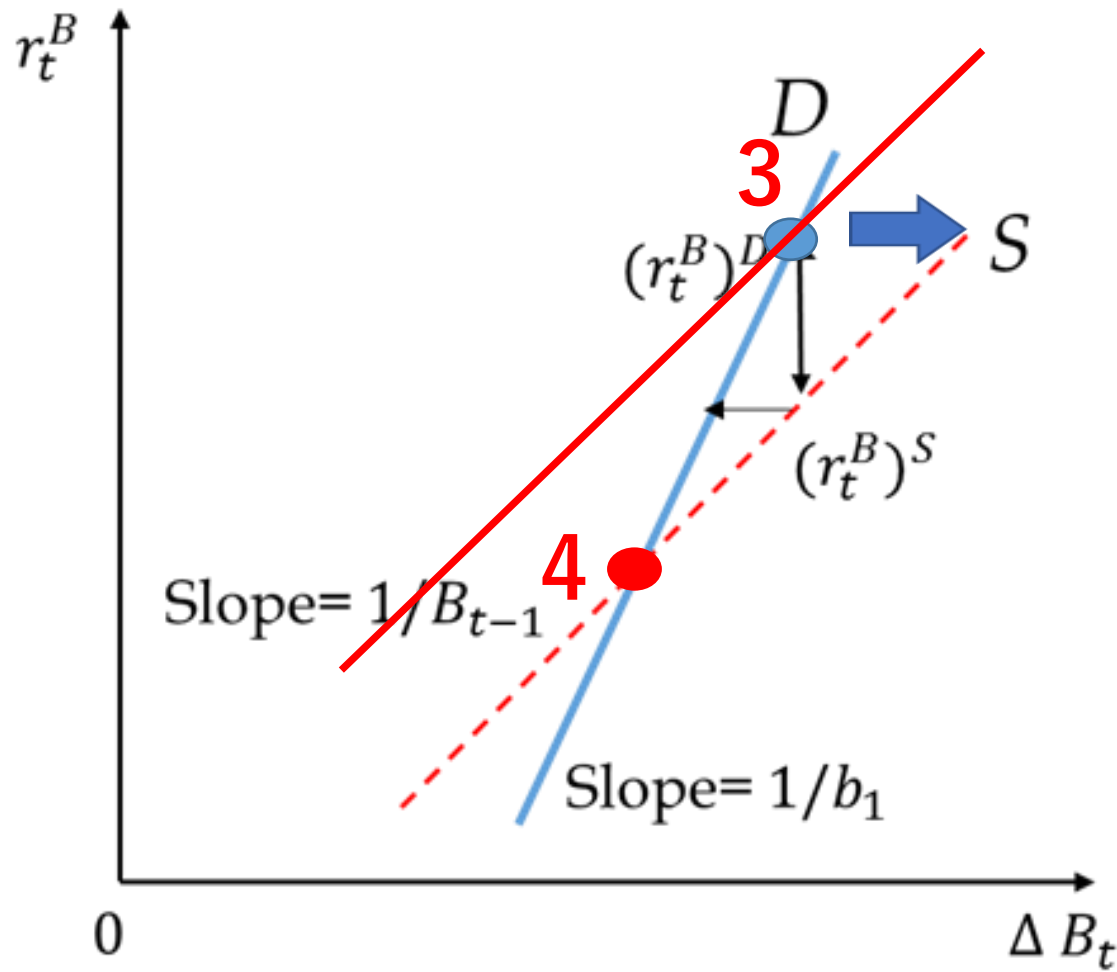 r_t^B
D
3
S
(r_t^B)^D
(r_t^B)^S
4
Slope= 1/B_{t−1}
Slope= 1/b_1
0
Δ B_t